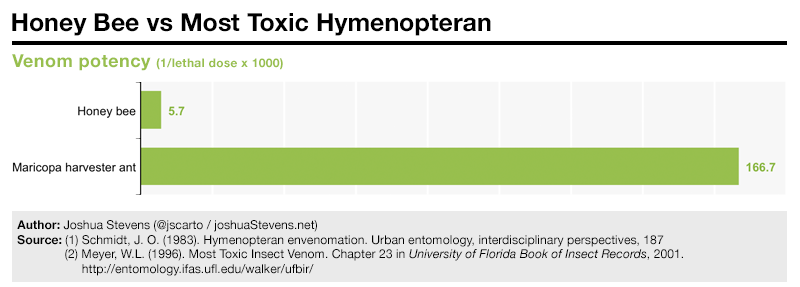 Honey Bee vs Most Toxic Hymenopteran
Venom potency (1/lethal dose x 1000)
Honey bee 5.7
Maricopa harvester ant 166.7
Author: Joshua Stevens (@jscarto / joshuaStevens.net)
Source: (1) Schmidt, J. O. (1983). Hymenopteran envenomation. Urban entomology, interdisciplinary perspectives, 187
(2) Meyer, W.L. (1996). Most Toxic Insect Venom. Chapter 23 in University of Florida Book of Insect Records, 2001.
http://entomology.ifas.ufl.edu/walker/ufbir/